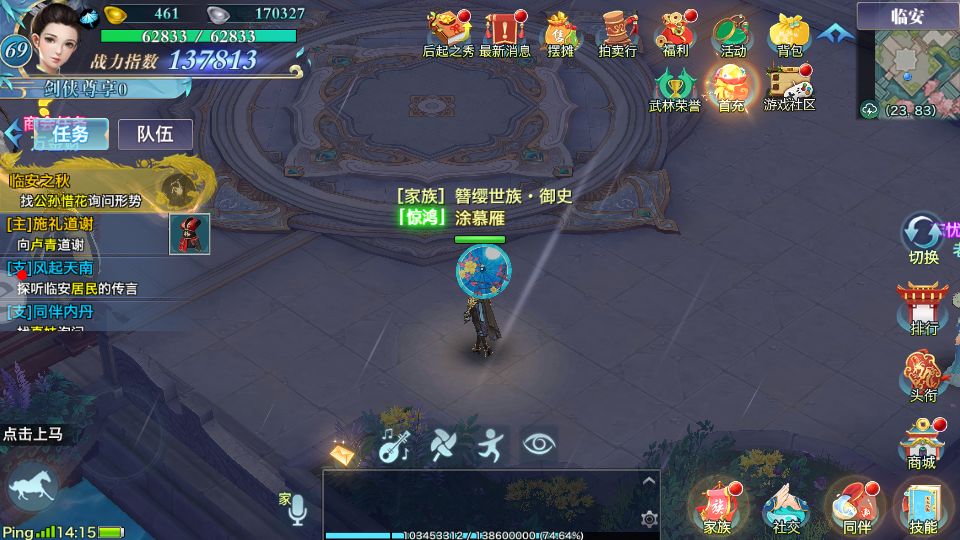 461
170327
62833 / 62833
69
战力指数 137813
剑侠尊享0
后起之秀
最新消息
摆摊
拍卖行
福利
活动
背包
临安
武林荣誉
首充
游戏社区
(23, 83)
任务
队伍
临安之秋
找公孙惜花询问形势
[主]施礼道谢
向卢青道谢
[支]风起天南
探听临安居民的传言
[支]同伴内丹
[家族] 簪缨世族·御史
[惊鸿] 涂慕雁
切换
排行
头衔
商城
点击上马
家
家族
社交
同伴
技能
Ping
14:15
103453312 / 138600000 (74.64%)